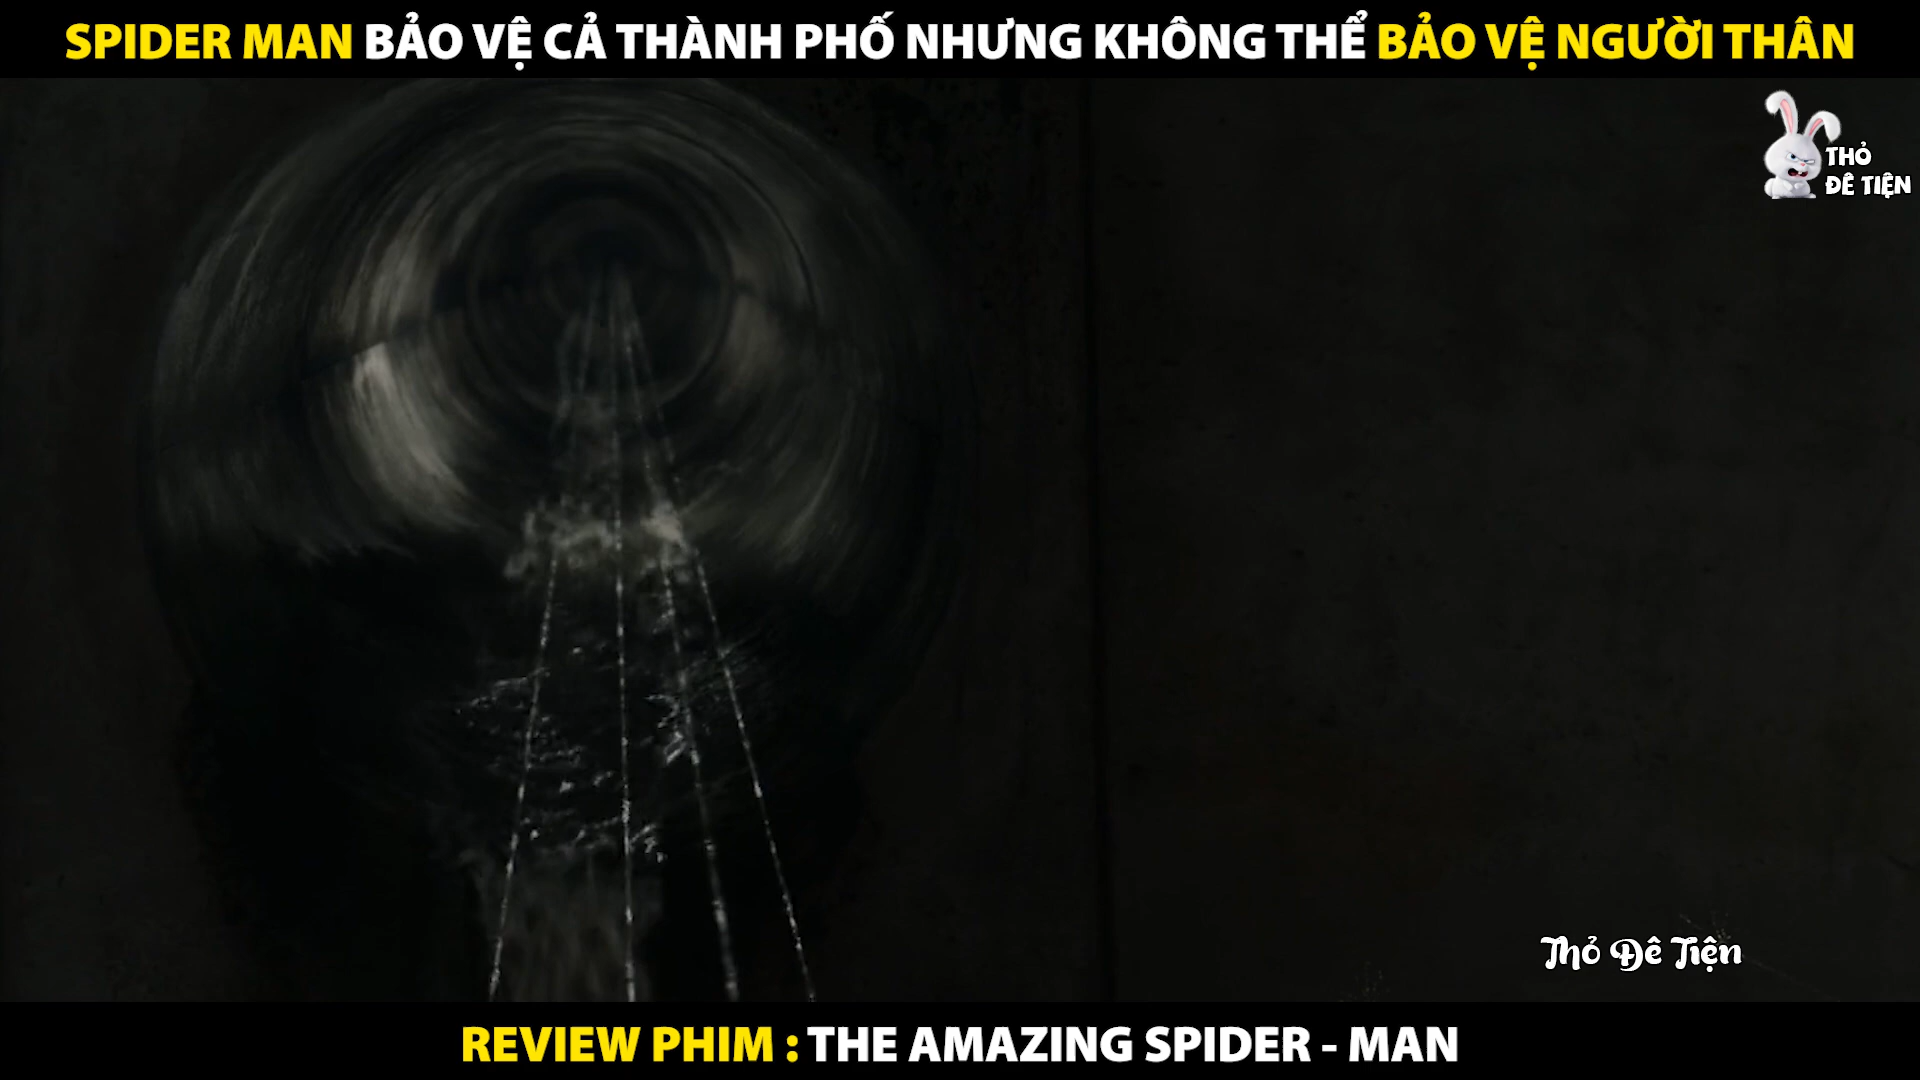 SPIDER MAN BẢO VỆ CẢ THÀNH PHỐ NHƯNG KHÔNG THỂ BẢO VỆ NGƯỜI THÂN
THỎ
ĐÊ TIỆN
Thỏ Đê Tiện
REVIEW PHIM : THE AMAZING SPIDER - MAN